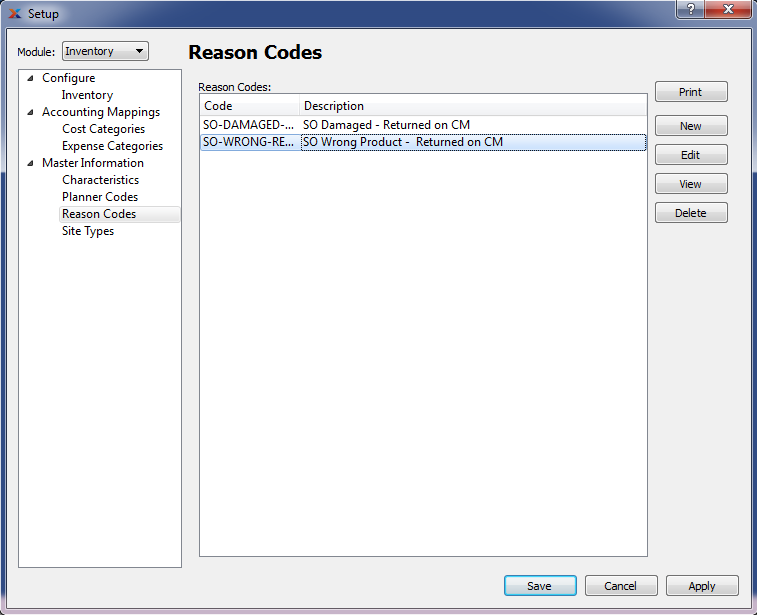 Setup
?
Module: Inventory
Reason Codes
Configure
Inventory
Accounting Mappings
Cost Categories
Expense Categories
Master Information
Characteristics
Planner Codes
Reason Codes
Site Types
Reason Codes:
Code Description
SO-DAMAGED-... SO Damaged - Returned on CM
SO-WRONG-RE... SO Wrong Product -  Returned on CM
Print
New
Edit
View
Delete
Save Cancel Apply